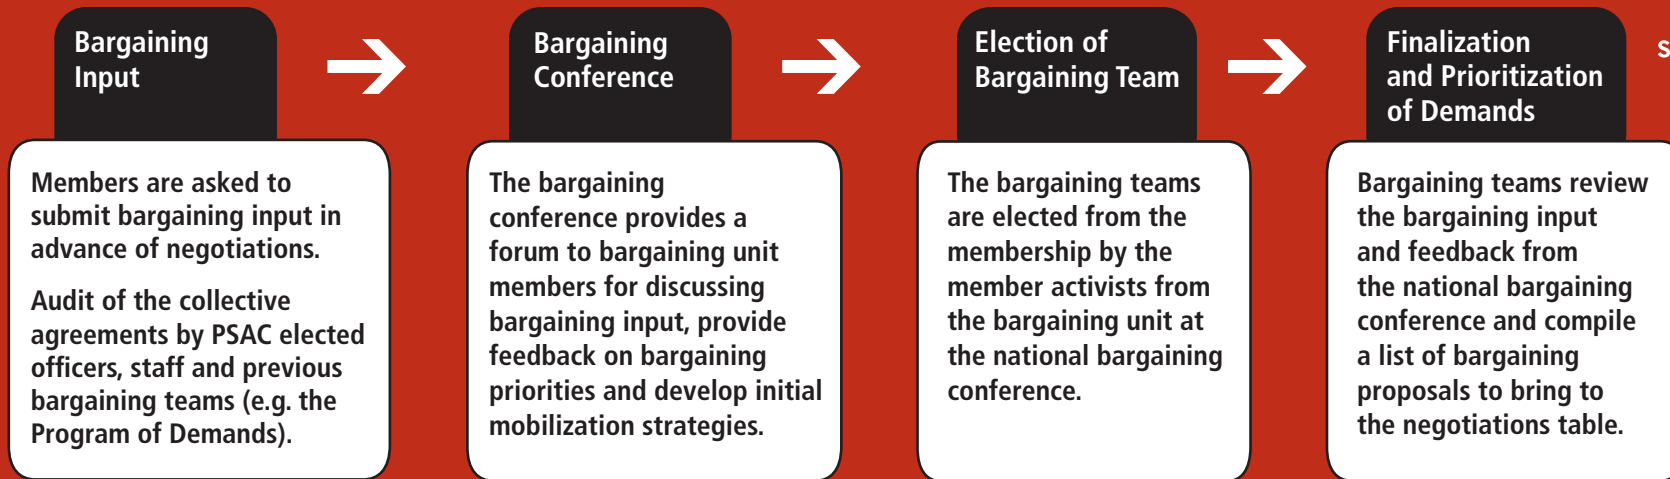 Bargaining
Input
Members are asked to
submit bargaining input in
advance of negotiations.
Audit of the collective
agreements by PSAC elected
officers, staff and previous
bargaining teams (e.g. the
Program of Demands).
Bargaining
Conference
The bargaining
conference provides a
forum to bargaining unit
members for discussing
bargaining input, provide
feedback on bargaining
priorities and develop initial
mobilization strategies.
Election of
Bargaining Team
The bargaining teams
are elected from the
membership by the
member activists from
the bargaining unit at
the national bargaining
conference.
Finalization
and Prioritization
of Demands
Bargaining teams review
the bargaining input
and feedback from
the national bargaining
conference and compile
a list of bargaining
proposals to bring to
the negotiations table.